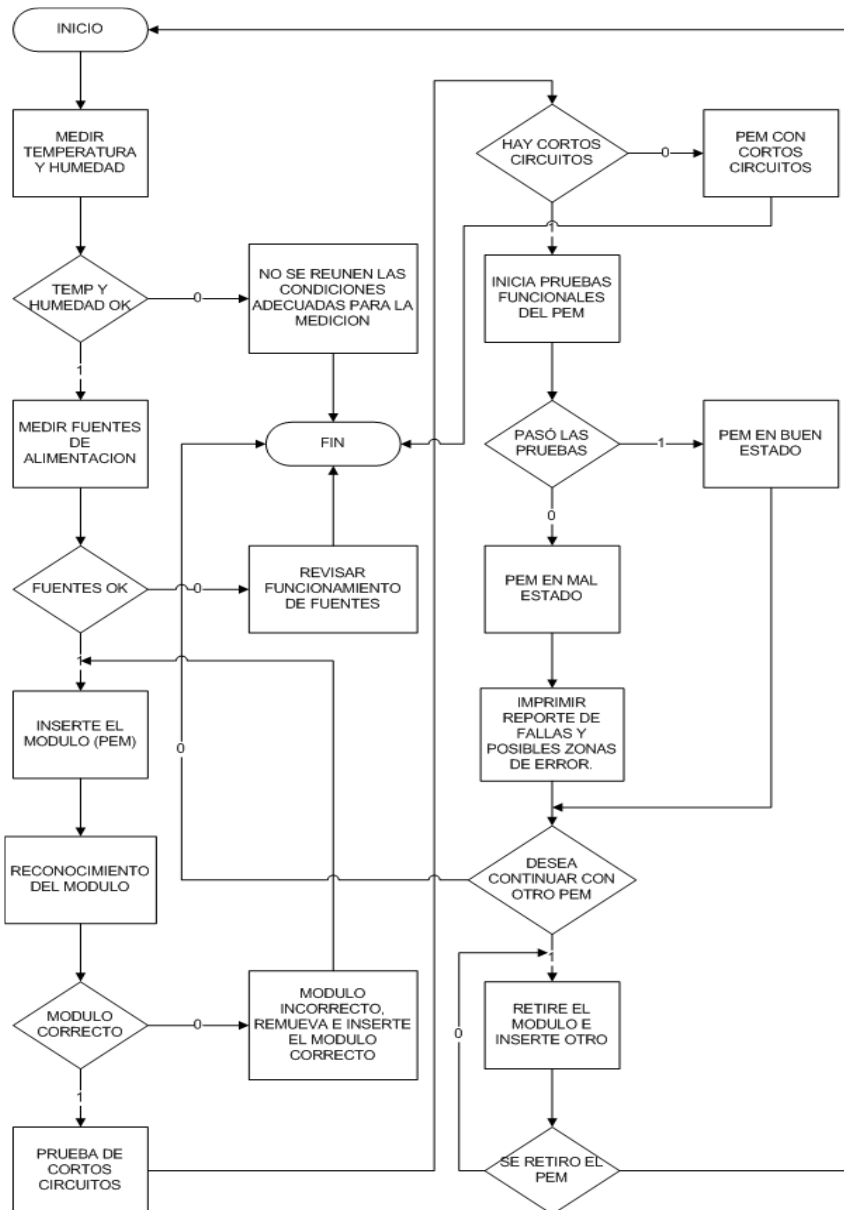 INICIO
MEDIR
TEMPERATURA
Y HUMEDAD
TEMP Y
HUMEDAD OK
0
NO SE REUNEN LAS
CONDICIONES
ADECUADAS PARA LA
MEDICION
1
MEDIR FUENTES
DE
ALIMENTACION
FIN
FUENTES OK
0
REVISAR
FUNCIONAMIENTO
DE FUENTES
1
INSERTE EL
MODULO (PEM)
0
RECONOCIMIENTO
DEL MODULO
MODULO
CORRECTO
0
MODULO
INCORRECTO,
REMUEVA E INSERTE
EL MODULO
CORRECTO
1
PRUEBA DE
CORTOS
CIRCUITOS
HAY CORTOS
CIRCUITOS
0
PEM CON
CORTOS
CIRCUITOS
1
INICIA PRUEBAS
FUNCIONALES
DEL PEM
PASÓ LAS
PRUEBAS
1
PEM EN BUEN
ESTADO
0
PEM EN MAL
ESTADO
IMPRIMIR
REPORTE DE
FALLAS Y
POSIBLES ZONAS
DE ERROR.
DESEA
CONTINUAR CON
OTRO PEM
1
RETIRE EL
MODULO E
INSERTE OTRO
0
SE RETIRO EL
PEM